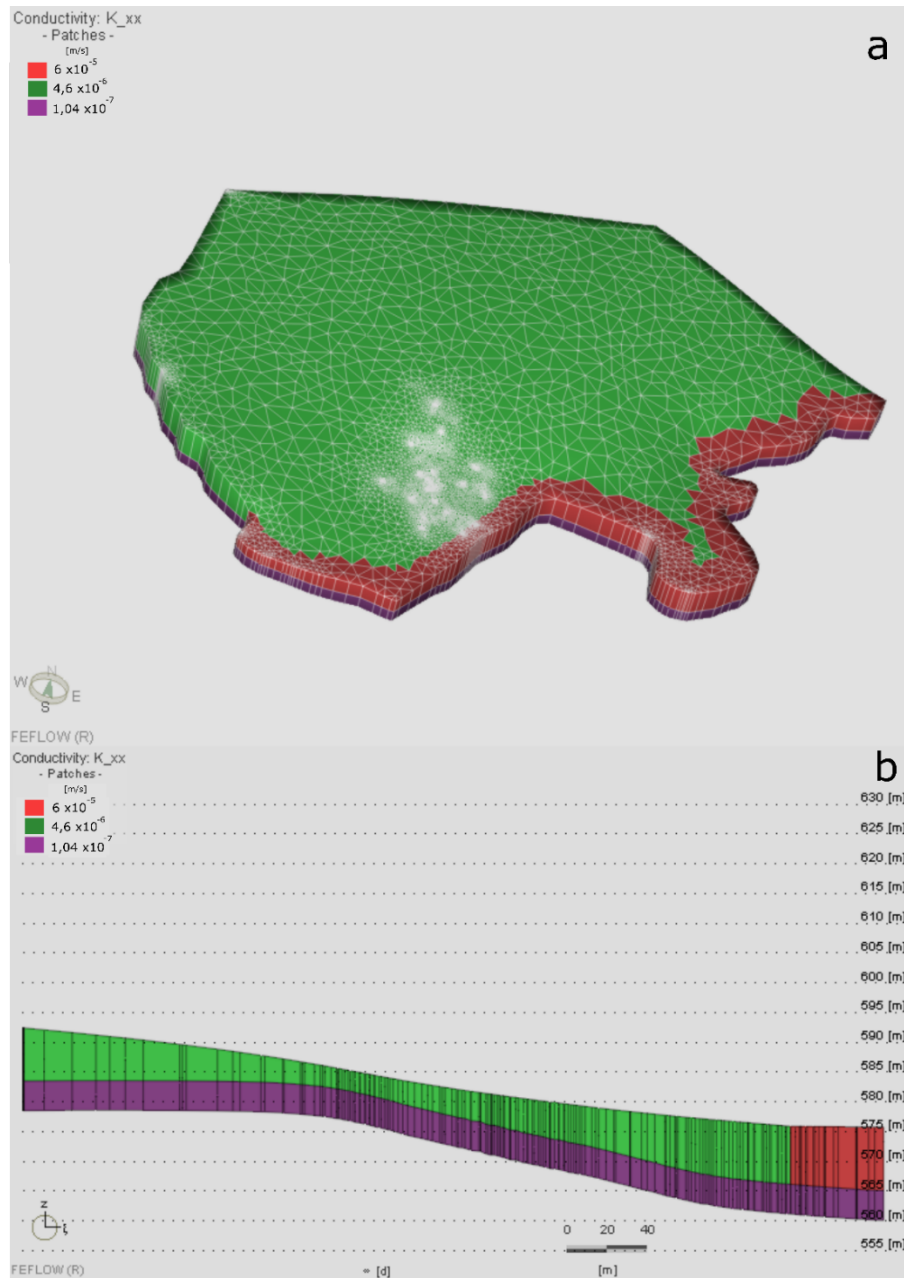 Conductivity: K_xx
- Patches -
[m/s]
6 x10⁻⁵
4,6 x10⁻⁶
1,04 x10⁻⁷
a
N
W
E
S
FEFLOW (R)
Conductivity: K_xx
- Patches -
[m/s]
6 x10⁻⁵
4,6 x10⁻⁶
1,04 x10⁻⁷
b
630 [m]
625 [m]
620 [m]
615 [m]
610 [m]
605 [m]
600 [m]
595 [m]
590 [m]
585 [m]
580 [m]
575 [m]
570 [m]
565 [m]
560 [m]
555 [m]
z
0 20 40
FEFLOW (R)
[d]
[m]